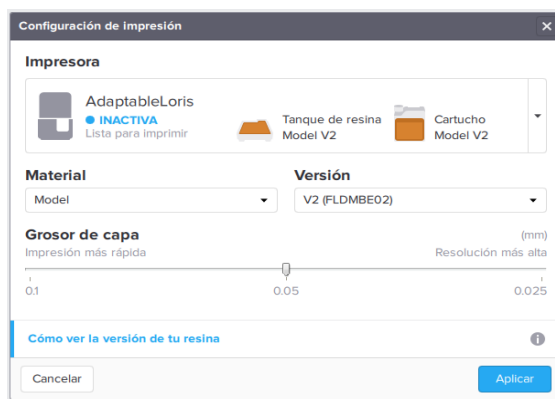 Configuración de impresión
Impresora
AdaptableLoris
INACTIVA
Lista para imprimir
Tanque de resina
Model V2
Cartucho
Model V2
Material
Versión
Model
V2 (FLDMBE02)
Grosor de capa
(mm)
Impresión más rápida
Resolución más alta
0.1
0.05
0.025
Cómo ver la versión de tu resina
Cancelar
Aplicar